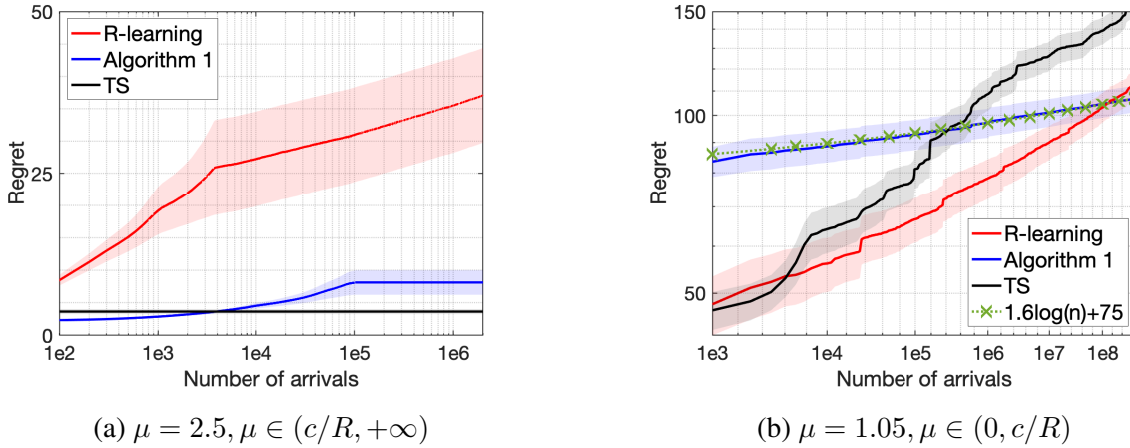 50
25
0
Regret
R-learning
Algorithm 1
TS
1e2 1e3 1e4 1e5 1e6
Number of arrivals
(a) μ = 2.5, μ ∈ (c/R, +∞)
150
100
50
Regret
R-learning
Algorithm 1
TS
1.6log(n)+75
1e3 1e4 1e5 1e6 1e7 1e8
Number of arrivals
(b) μ = 1.05, μ ∈ (0, c/R)